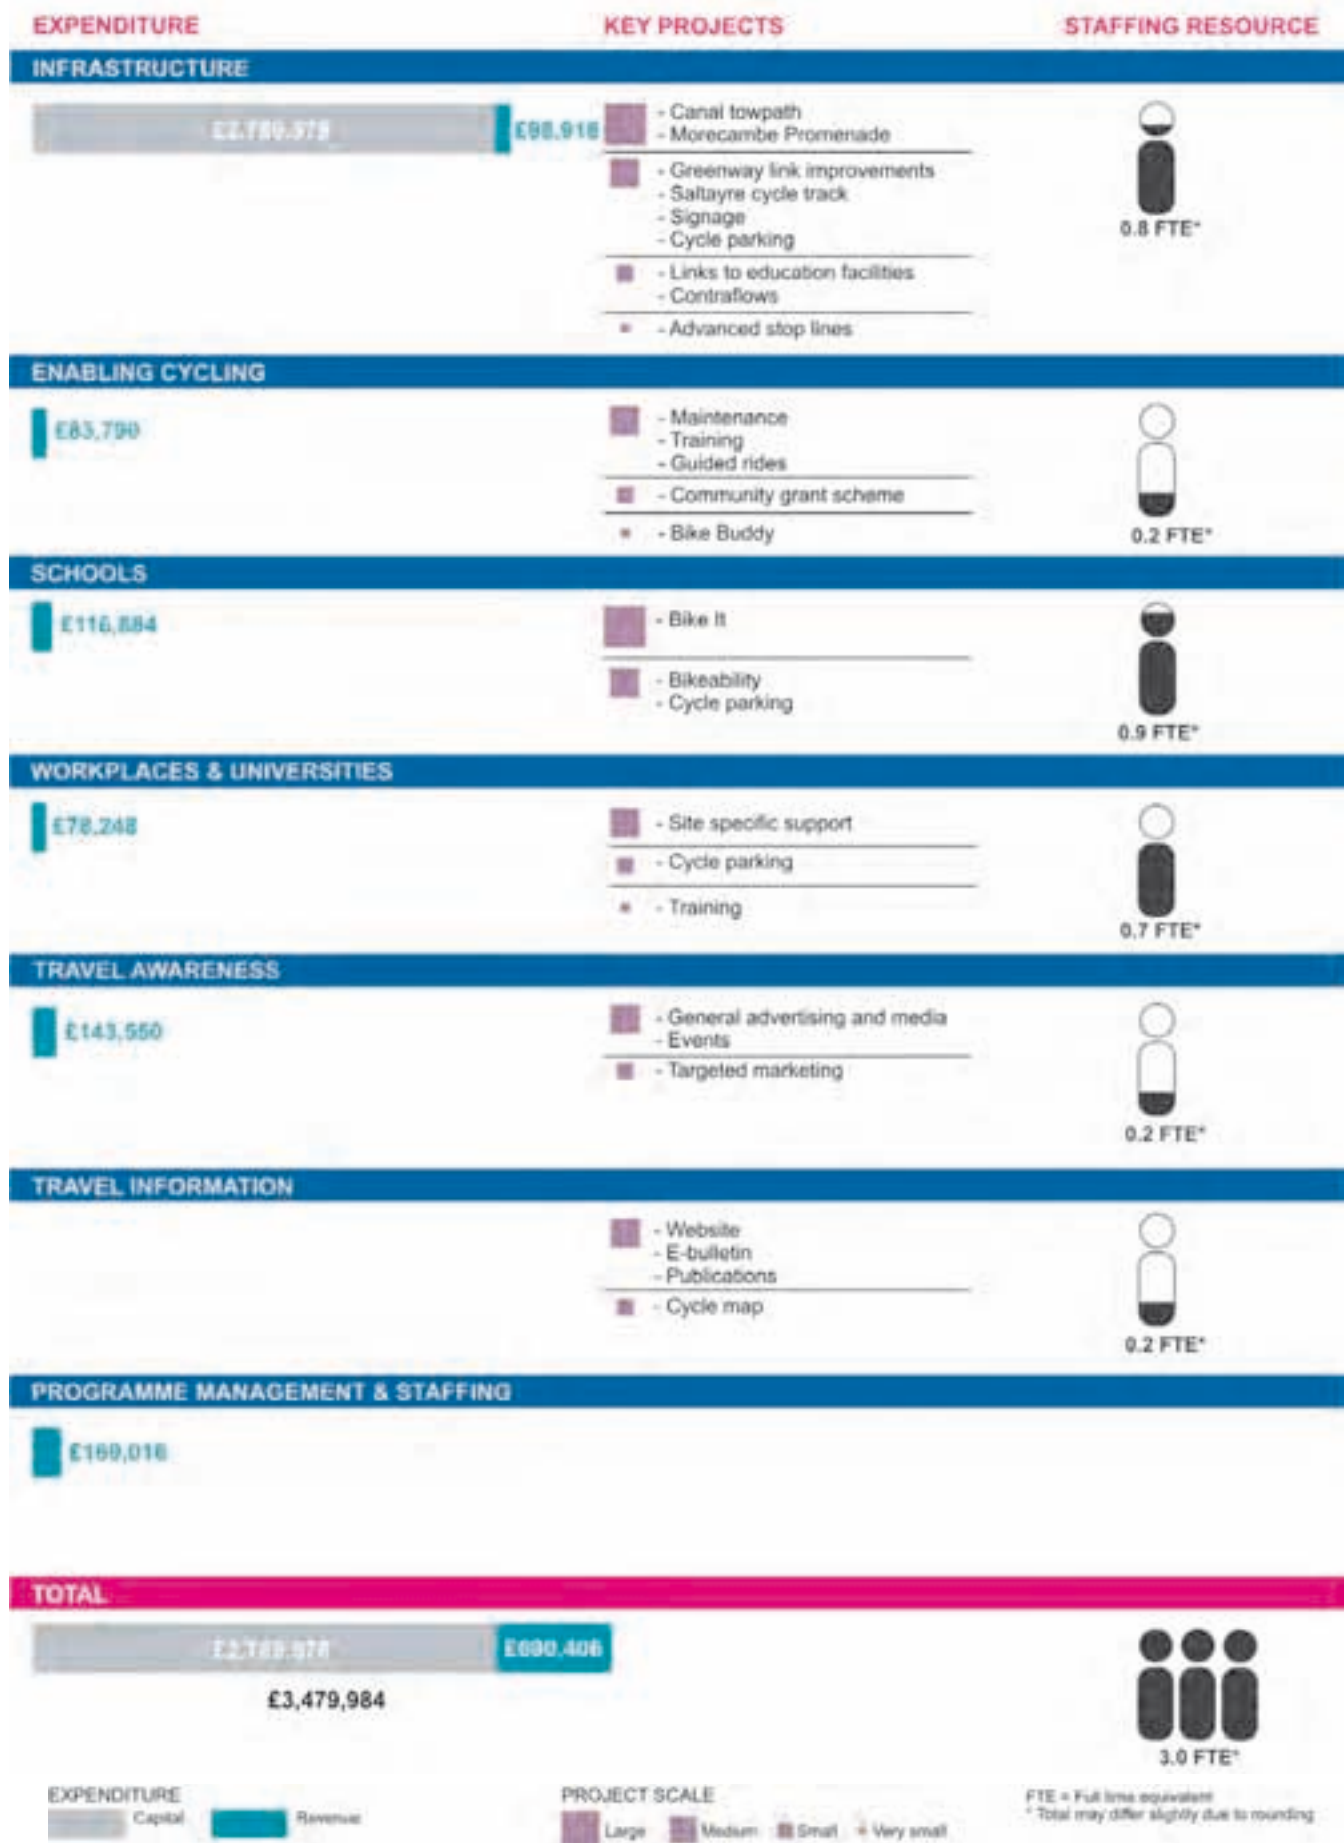 EXPENDITURE
KEY PROJECTS
STAFFING RESOURCE
INFRASTRUCTURE
£2,789,578
£98,918
- Canal towpath
- Morecambe Promenade
- Greenway link improvements
- Saltayre cycle track
- Signage
- Cycle parking
- Links to education facilities
- Contraflows
- Advanced stop lines
0.8 FTE*
ENABLING CYCLING
£83,790
- Maintenance
- Training
- Guided rides
- Community grant scheme
- Bike Buddy
0.2 FTE*
SCHOOLS
£116,884
- Bike It
- Bikeability
- Cycle parking
0.9 FTE*
WORKPLACES & UNIVERSITIES
£78,248
- Site specific support
- Cycle parking
- Training
0.7 FTE*
TRAVEL AWARENESS
£143,550
- General advertising and media
- Events
- Targeted marketing
0.2 FTE*
TRAVEL INFORMATION
- Website
- E-bulletin
- Publications
- Cycle map
0.2 FTE*
PROGRAMME MANAGEMENT & STAFFING
£169,016
TOTAL
£2,789,578
£690,406
£3,479,984
3.0 FTE*
EXPENDITURE
Capital
Revenue
PROJECT SCALE
Large
Medium
Small
Very small
FTE = Full time equivalent
* Total may differ slightly due to rounding